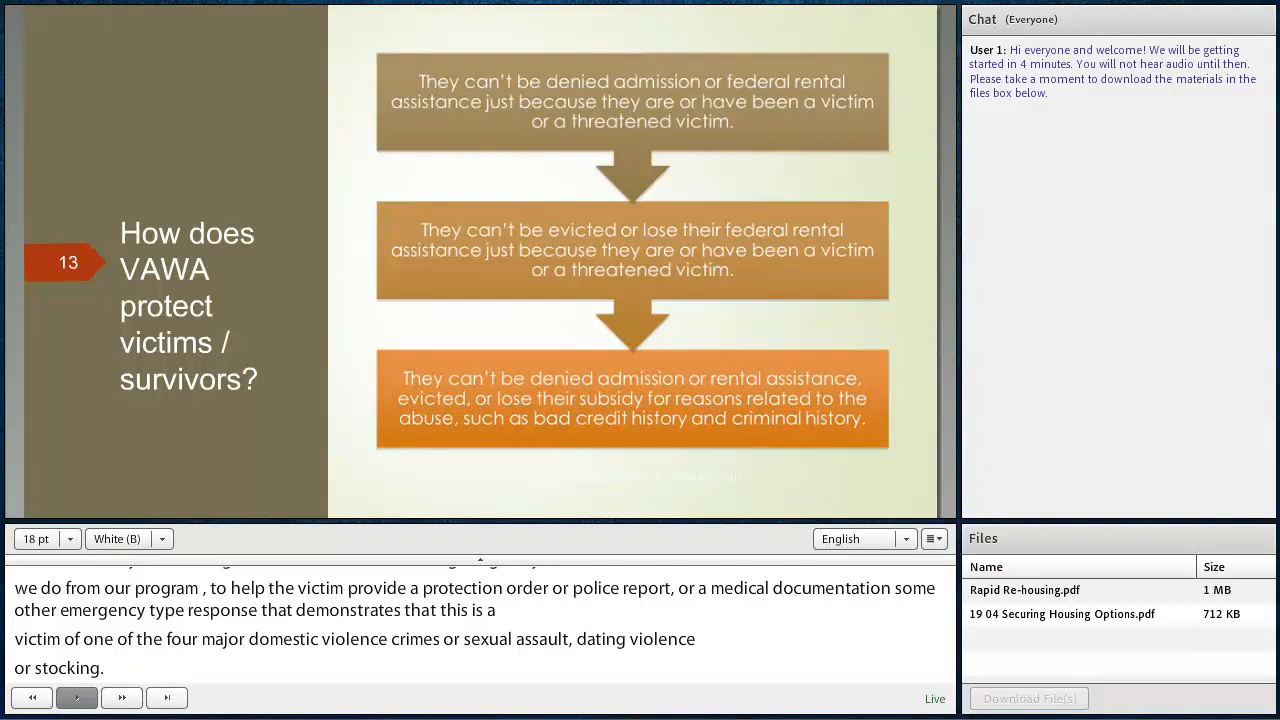 How does
VAWA
protect
victims /
survivors?
13
They can't be denied admission or federal rental
assistance just because they are or have been a victim
or a threatened victim.
They can't be evicted or lose their federal rental
assistance just because they are or have been a victim
or a threatened victim.
They can't be denied admission or rental assistance,
evicted, or lose their subsidy for reasons related to the
abuse, such as bad credit history and criminal history.
Chat (Everyone)
User 1: Hi everyone and welcome! We will be getting
started in 4 minutes. You will not hear audio until then.
Please take a moment to download the materials in the
files box below.
18 pt
White (B)
English
we do from our program , to help the victim provide a protection order or police report, or a medical documentation some
other emergency type response that demonstrates that this is a
victim of one of the four major domestic violence crimes or sexual assault, dating violence
or stocking.
Live
Files
Name Size
Rapid Re-housing.pdf 1 MB
19 04 Securing Housing Options.pdf 712 KB
Download File(s)